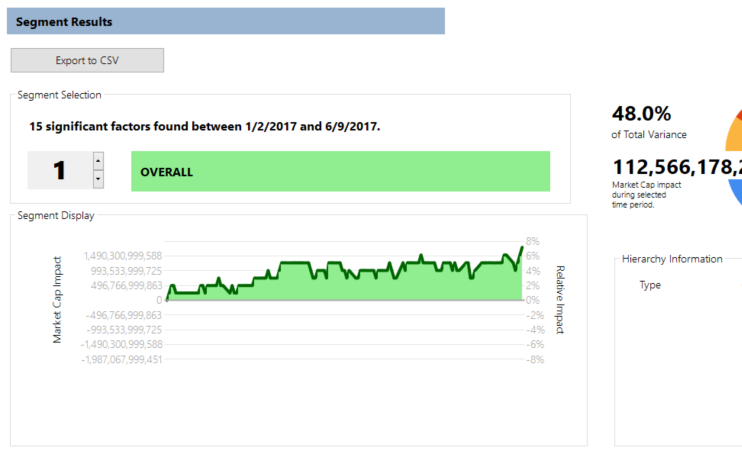 Segment Results
Export to CSV
Segment Selection
15 significant factors found between 1/2/2017 and 6/9/2017.
1
OVERALL
48.0%
of Total Variance
112,566,178,2
Market Cap Impact
during selected
time period.
Segment Display
Market Cap Impact
1,490,300,999,588
993,533,999,725
496,766,999,863
0
-496,766,999,863
-993,533,999,725
-1,490,300,999,588
-1,987,067,999,451
8%
6%
4%
2%
0%
-2%
-4%
-6%
-8%
Relative Impact
Hierarchy Information
Type